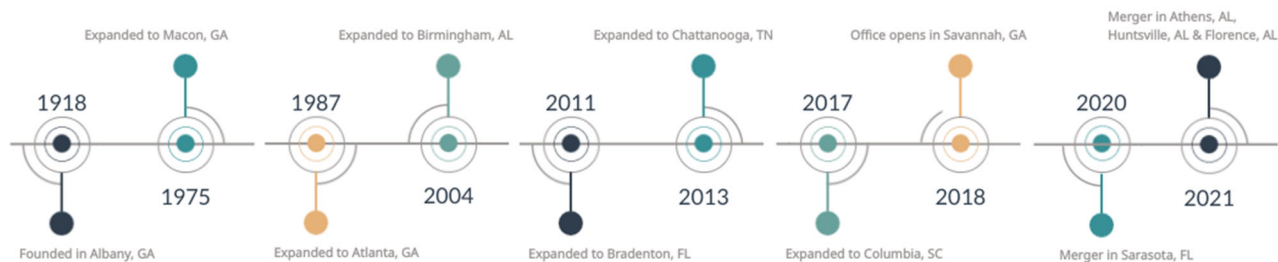 1918
Founded in Albany, GA
Expanded to Macon, GA
1975
1987
Expanded to Atlanta, GA
Expanded to Birmingham, AL
2004
2011
Expanded to Bradenton, FL
Expanded to Chattanooga, TN
2013
2017
Expanded to Columbia, SC
Office opens in Savannah, GA
2018
2020
Merger in Sarasota, FL
Merger in Athens, AL,
Huntsville, AL & Florence, AL
2021